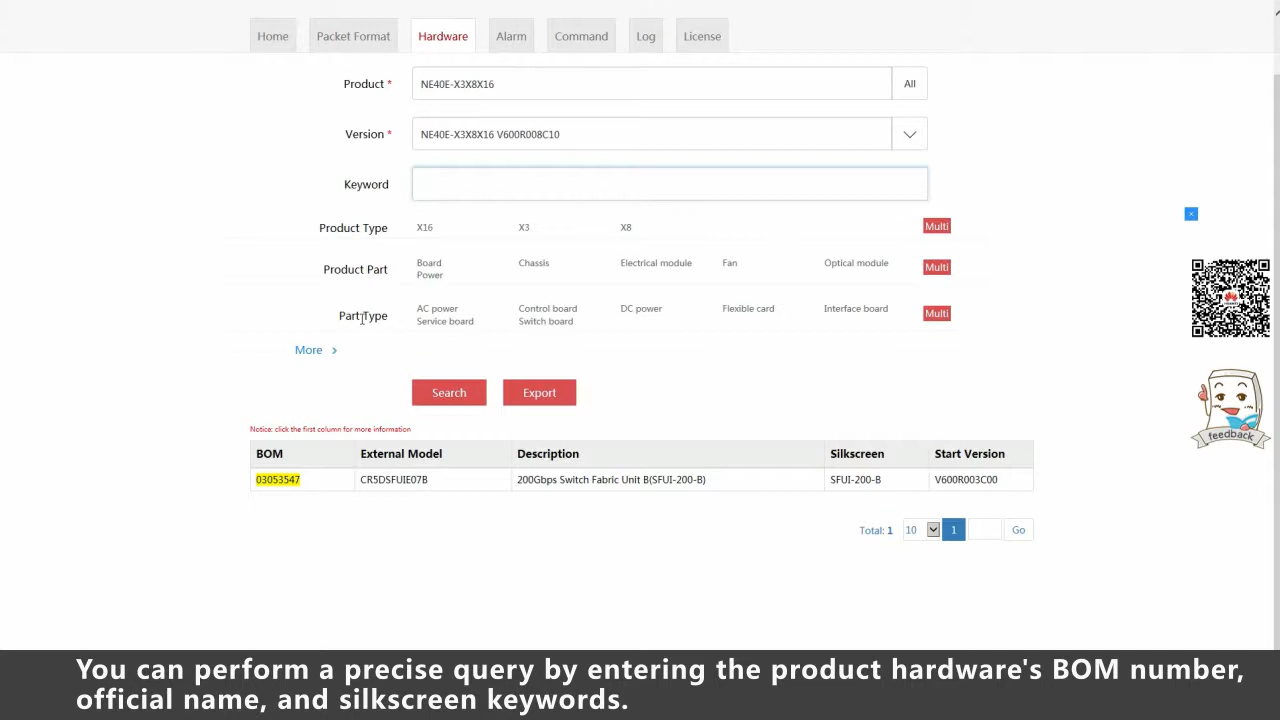 Home Packet Format Hardware Alarm Command Log License
Product * NE40E-X3X8X16 All
Version * NE40E-X3X8X16 V600R008C10
Keyword
Product Type X16 X3 X8 Multi
Product Part Board Chassis Electrical module Fan Optical module Multi
Power
Part Type AC power Control board DC power Flexible card Interface board Multi
Service board Switch board
More >
Search Export
Notice: click the first column for more information
BOM External Model Description Silkscreen Start Version
03053547 CR5DSFUIE07B 200Gbps Switch Fabric Unit B(SFUI-200-B) SFUI-200-B V600R003C00
Total: 1 10 1 Go
feedback
You can perform a precise query by entering the product hardware's BOM number,
official name, and silkscreen keywords.